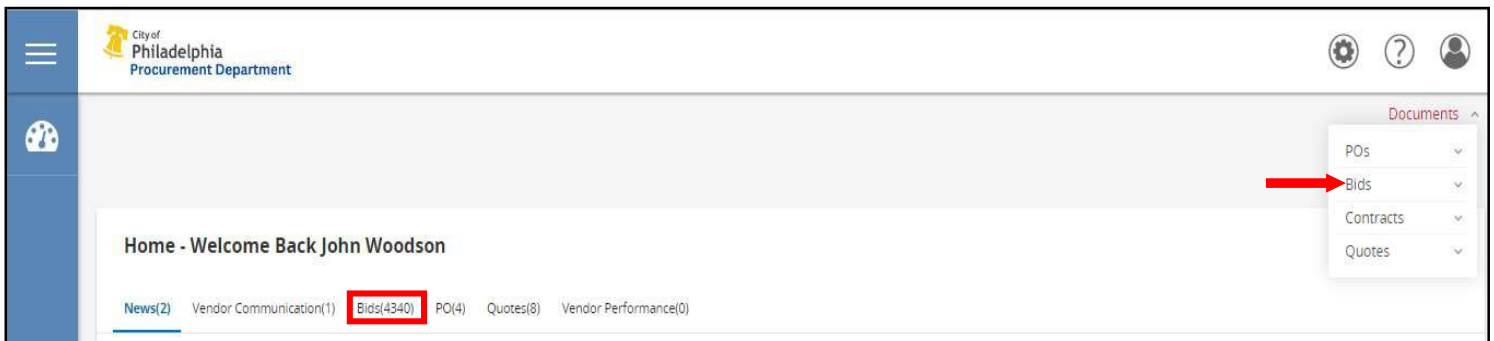 City of
Philadelphia
Procurement Department
?
Documents
POs
Bids
Contracts
Quotes
Home - Welcome Back John Woodson
News(2) Vendor Communication(1) Bids(4340) PO(4) Quotes(8) Vendor Performance(0)